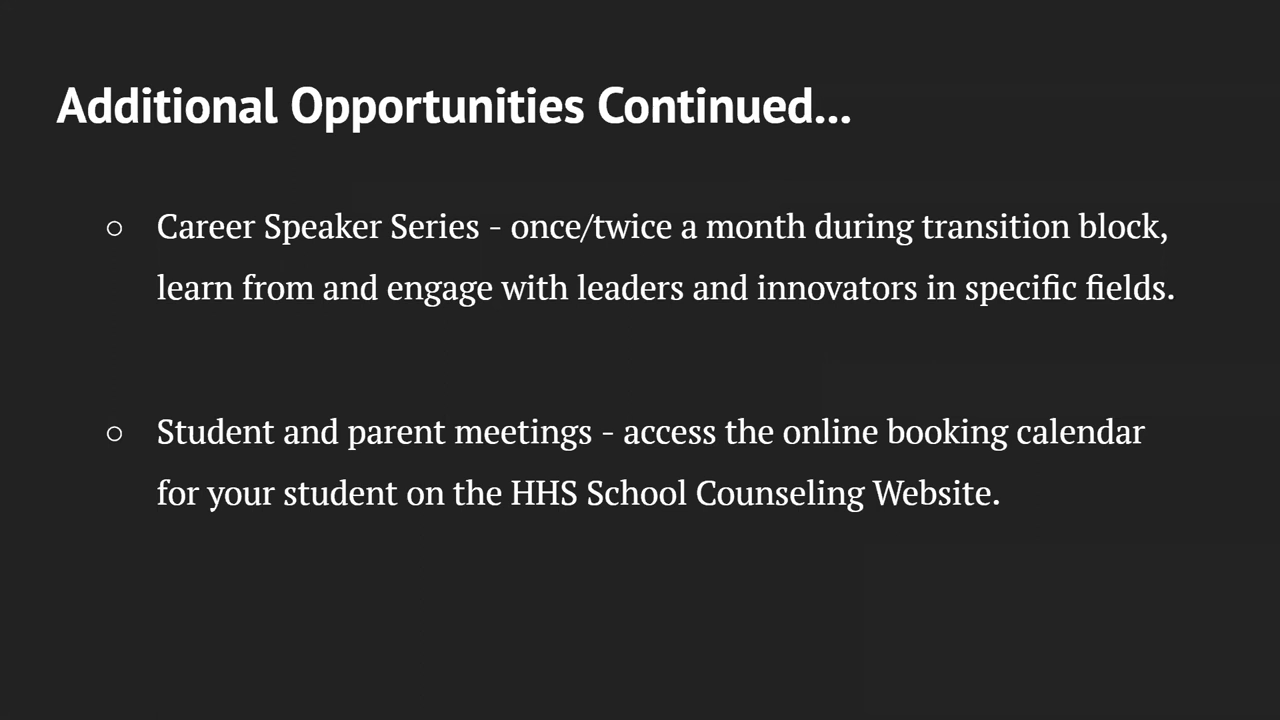 Additional Opportunities Continued...
○ Career Speaker Series - once/twice a month during transition block,
learn from and engage with leaders and innovators in specific fields.
○ Student and parent meetings - access the online booking calendar
for your student on the HHS School Counseling Website.